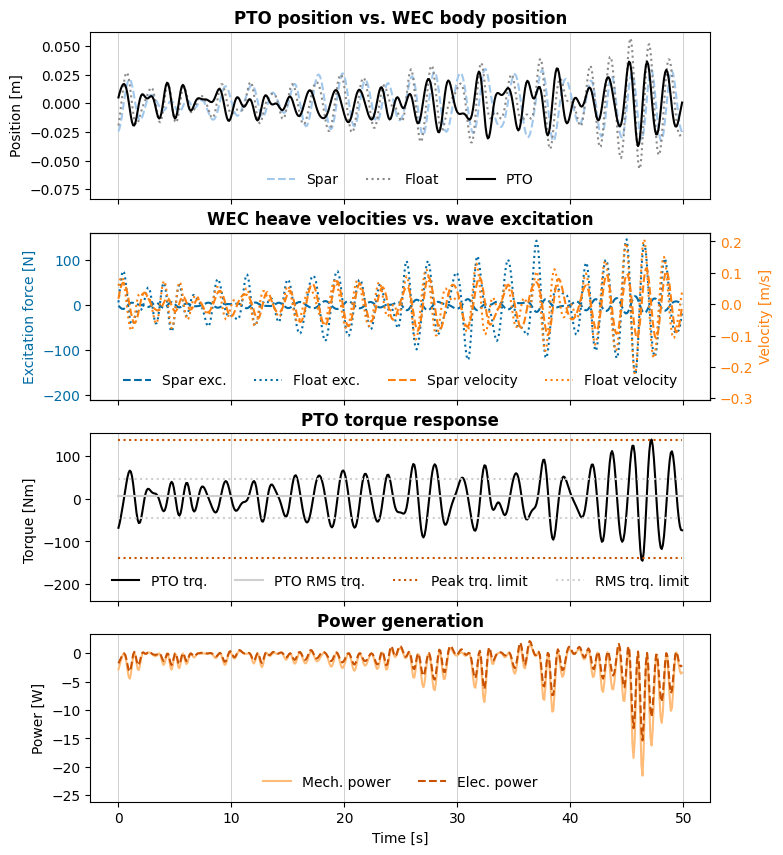 PTO position vs. WEC body position
Position [m]
0.050
0.025
0.000
−0.025
−0.050
−0.075
Spar Float PTO
WEC heave velocities vs. wave excitation
Excitation force [N]
100
0
−100
−200
0.2
0.1
0.0
−0.1
−0.2
−0.3
Velocity [m/s]
Spar exc. Float exc. Spar velocity Float velocity
PTO torque response
Torque [Nm]
100
0
−100
−200
PTO trq. PTO RMS trq. Peak trq. limit RMS trq. limit
Power generation
Power [W]
0
−5
−10
−15
−20
−25
Mech. power Elec. power
0 10 20 30 40 50
Time [s]